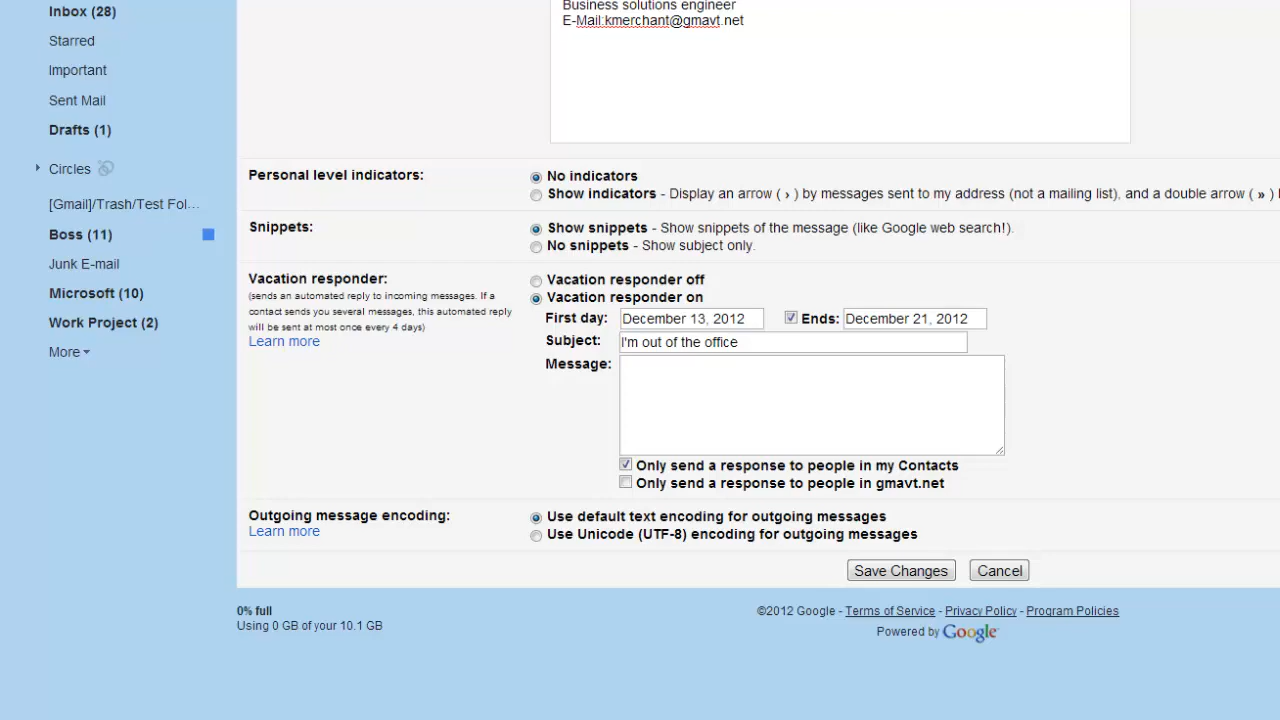 Inbox (28)
Starred
Important
Sent Mail
Drafts (1)
Circles
[Gmail]/Trash/Test Fol...
Boss (11)
Junk E-mail
Microsoft (10)
Work Project (2)
More
Business solutions engineer
E-Mail:kmerchant@gmavt.net
Personal level indicators:
No indicators
Show indicators - Display an arrow ( › ) by messages sent to my address (not a mailing list), and a double arrow ( » )
Snippets:
Show snippets - Show snippets of the message (like Google web search!).
No snippets - Show subject only.
Vacation responder:
(sends an automated reply to incoming messages. If a
contact sends you several messages, this automated reply
will be sent at most once every 4 days)
Learn more
Vacation responder off
Vacation responder on
First day: December 13, 2012 Ends: December 21, 2012
Subject: I'm out of the office
Message:
Only send a response to people in my Contacts
Only send a response to people in gmavt.net
Outgoing message encoding:
Learn more
Use default text encoding for outgoing messages
Use Unicode (UTF-8) encoding for outgoing messages
Save Changes Cancel
0% full
Using 0 GB of your 10.1 GB
©2012 Google - Terms of Service - Privacy Policy - Program Policies
Powered by Google